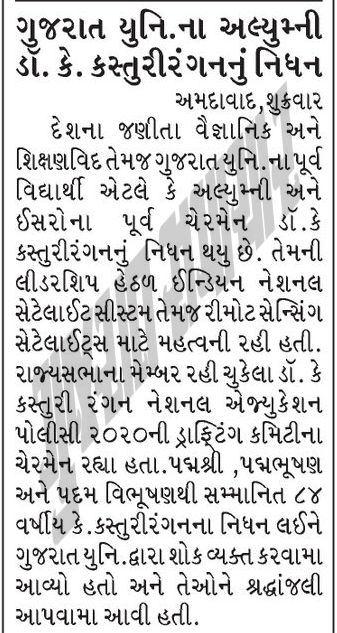 ગુજરાત યુનિ.ના અલ્યુમ્ની
ડૉ. કે. કસ્તુરીરંગનનું નિધન
અમદાવાદ,શુક્રવાર
દેશના જણીતા વૈજ્ઞાનિક અને
શિક્ષણવિદ તેમજ ગુજરાત યુનિ.ના પૂર્વ
વિદ્યાર્થી એટલે કે અલ્યુમ્ની અને
ઈસરોના પૂર્વ ચેરમેન ડૉ.કે
કસ્તુરીરંગનનું નિધન થયુ છે. તેમની
લીડરશિપ હેઠળ ઈન્ડિયન નેશનલ
સેટેલાઈટ સીસ્ટમ તેમજ રીમોટ સેન્સિંગ
સેટેલાઈટ્સ માટે મહત્વની રહી હતી.
રાજ્યસભાના મેમ્બર રહી ચુકેલા ડૉ. કે
કસ્તુરી રંગન નેશનલ એજ્યુકેશન
પોલીસી ૨૦૨૦ની ડ્રાફ્ટિંગ કમિટીના
ચેરમેન રહ્યા હતા.પદ્મશ્રી ,પદ્મભૂષણ
અને પદમ વિભૂષણથી સમ્માનિત ૮૪
વર્ષીય કે.કસ્તુરીરંગનના નિધન લઈને
ગુજરાત યુનિ.દ્વારા શોક વ્યક્ત કરવામા
આવ્યો હતો અને તેઓને શ્રદ્ધાંજલી
આપવામા આવી હતી.